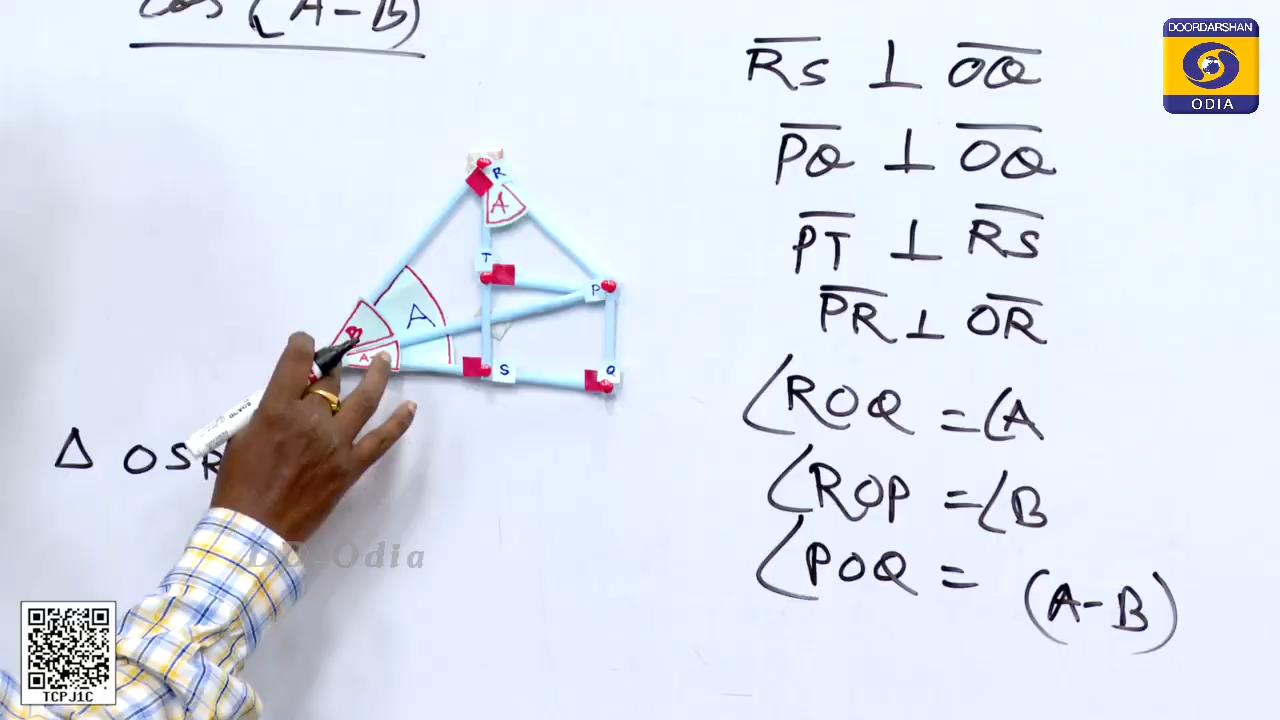 cos (A-B)
RS ⊥ OQ
PQ ⊥ OQ
PT ⊥ RS
PR ⊥ OR
∠ROQ = ∠A
∠ROP = ∠B
∠POQ = (A-B)
R
A
T
P
A
B
A-
S
Q
Δ OSR
DOORDARSHAN
ODIA
DD Odia
TCPJ1C